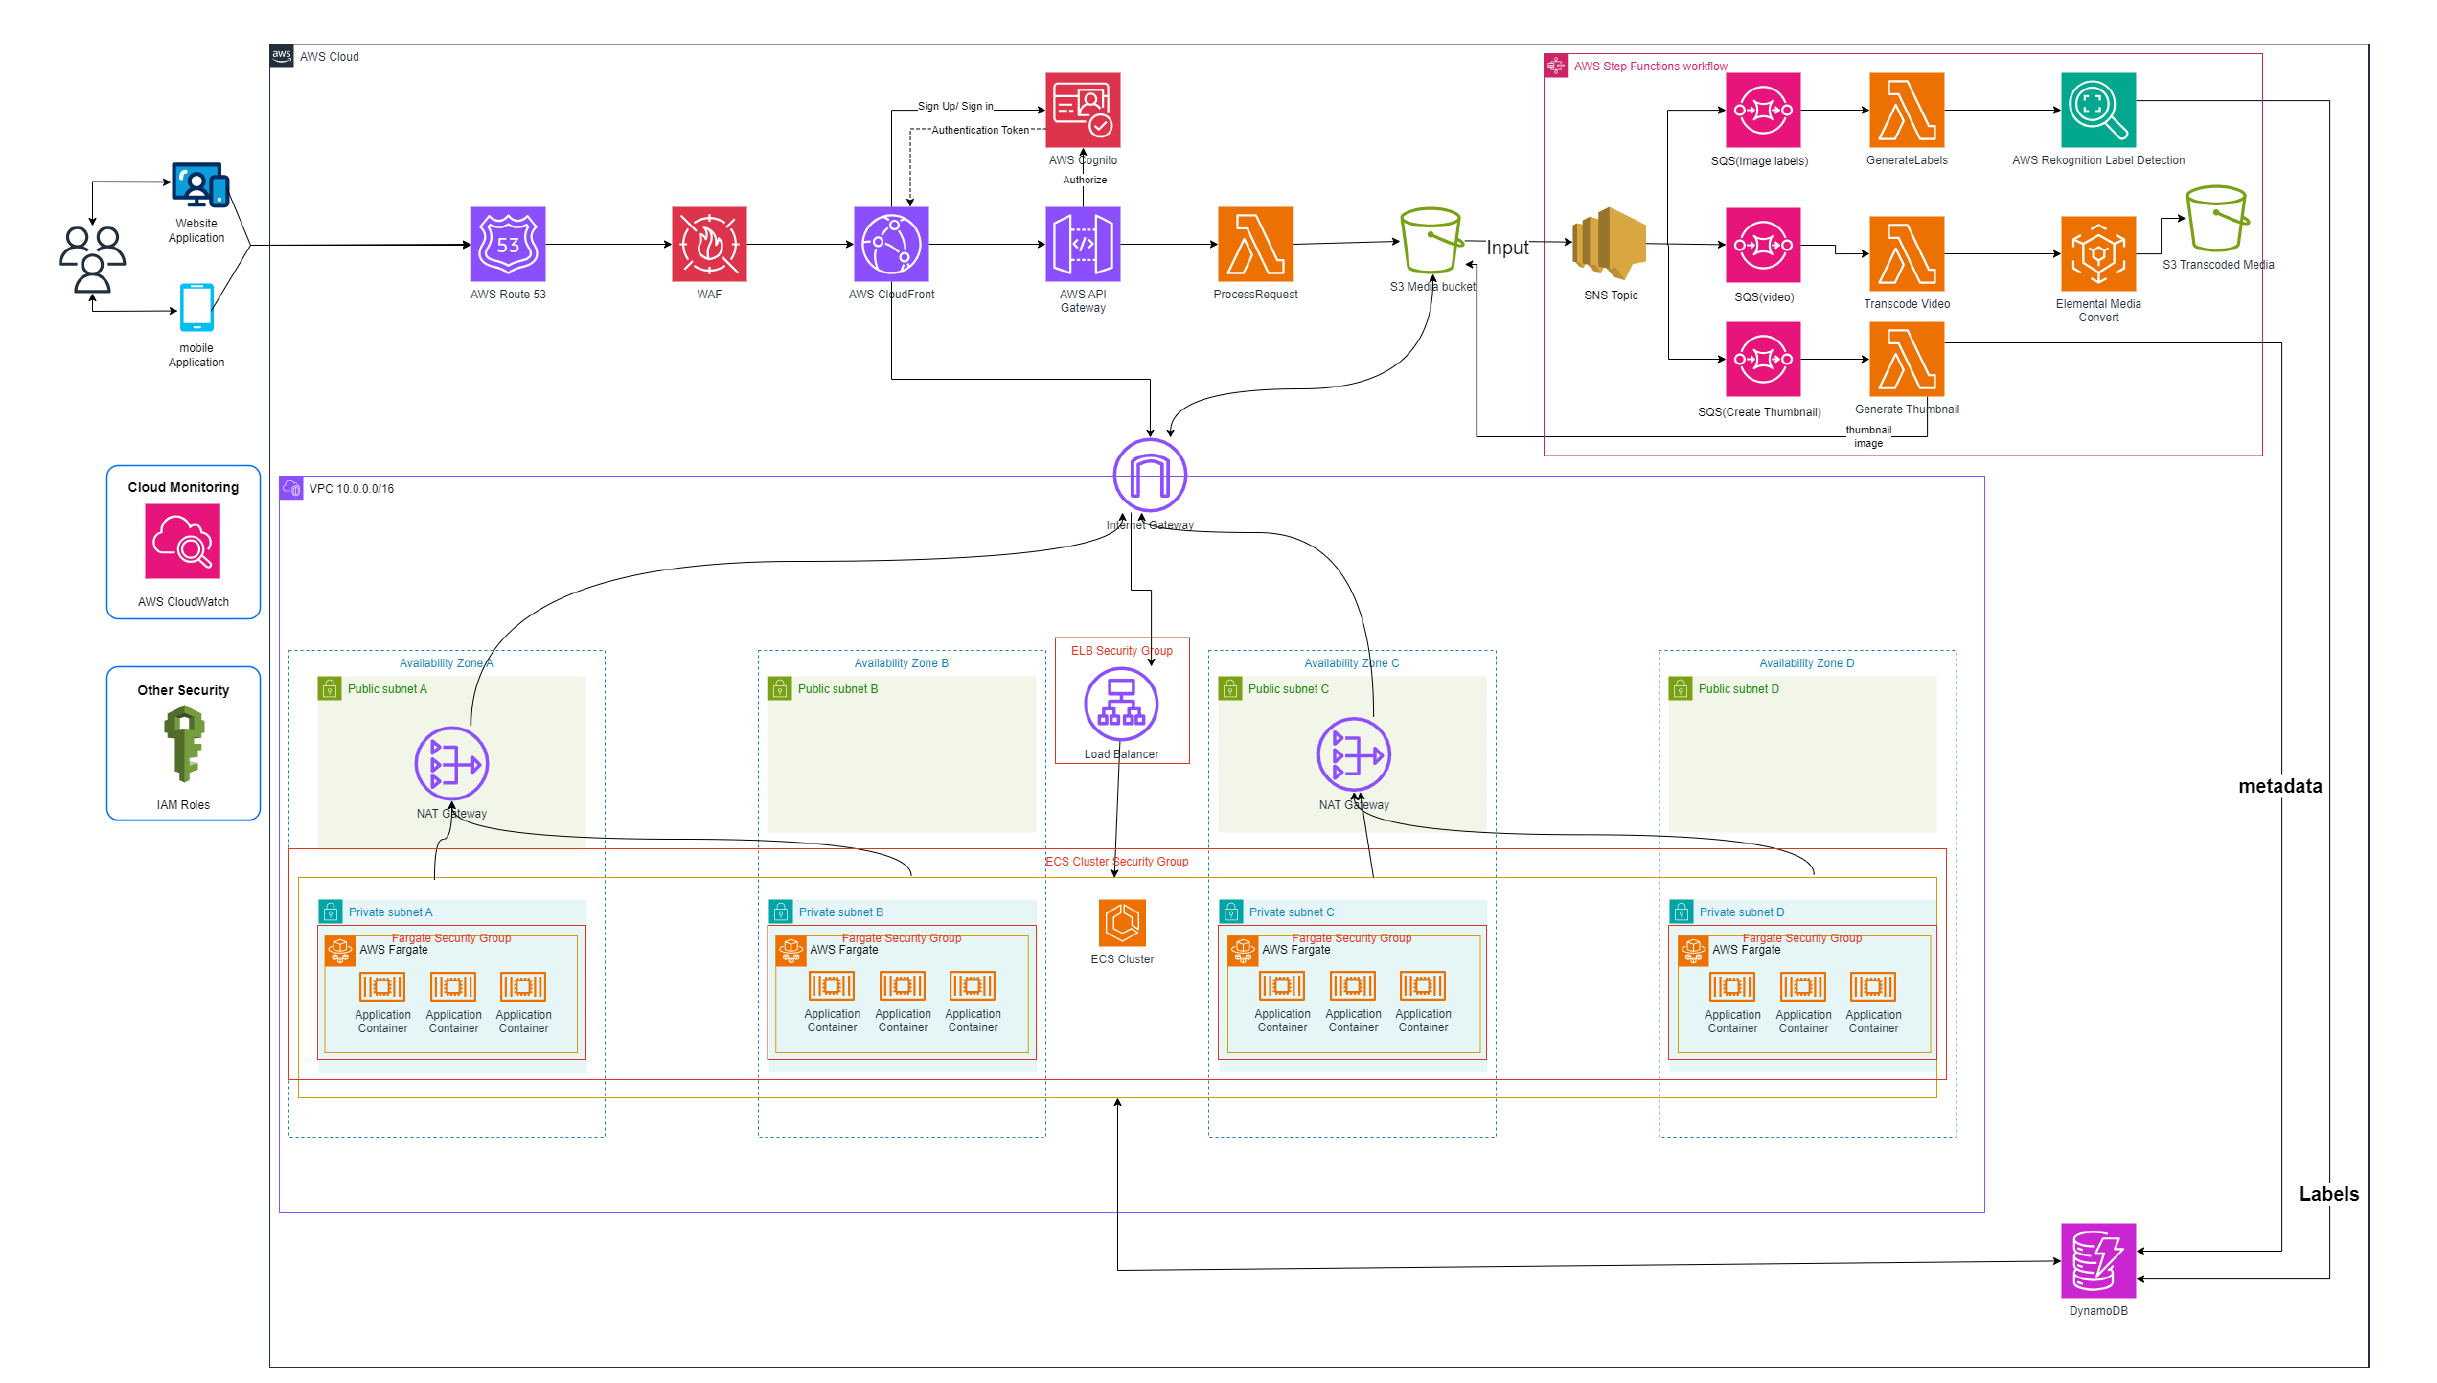 aws
AWS Cloud
AWS Step Functions workflow
Sign Up/ Sign in
Authentication Token
AWS Cognito
Authorize
SQS(Image labels)
GenerateLabels
AWS Rekognition Label Detection
Website
Application
53
AWS Route 53
WAF
AWS CloudFront
AWS API
Gateway
ProcessRequest
S3 Media bucket
Input
SNS Topic
SQS(video)
Transcode Video
Elemental Media
Convert
S3 Transcoded Media
mobile
Application
SQS(Create Thumbnail)
Generate Thumbnail
thumbnail
image
Cloud Monitoring
AWS CloudWatch
VPC 10.0.0.0/16
Internet Gateway
Other Security
IAM Roles
Availability Zone A
Availability Zone B
ELB Security Group
Availability Zone C
Availability Zone D
Public subnet A
Public subnet B
Public subnet C
Public subnet D
NAT Gateway
Load Balancer
NAT Gateway
metadata
ECS Cluster Security Group
Private subnet A
Private subnet B
Private subnet C
Private subnet D
Fargate Security Group
AWS Fargate
Application
Container
Application
Container
Application
Container
Fargate Security Group
AWS Fargate
Application
Container
Application
Container
Application
Container
ECS Cluster
Fargate Security Group
AWS Fargate
Application
Container
Application
Container
Application
Container
Fargate Security Group
AWS Fargate
Application
Container
Application
Container
Application
Container
Labels
DynamoDB